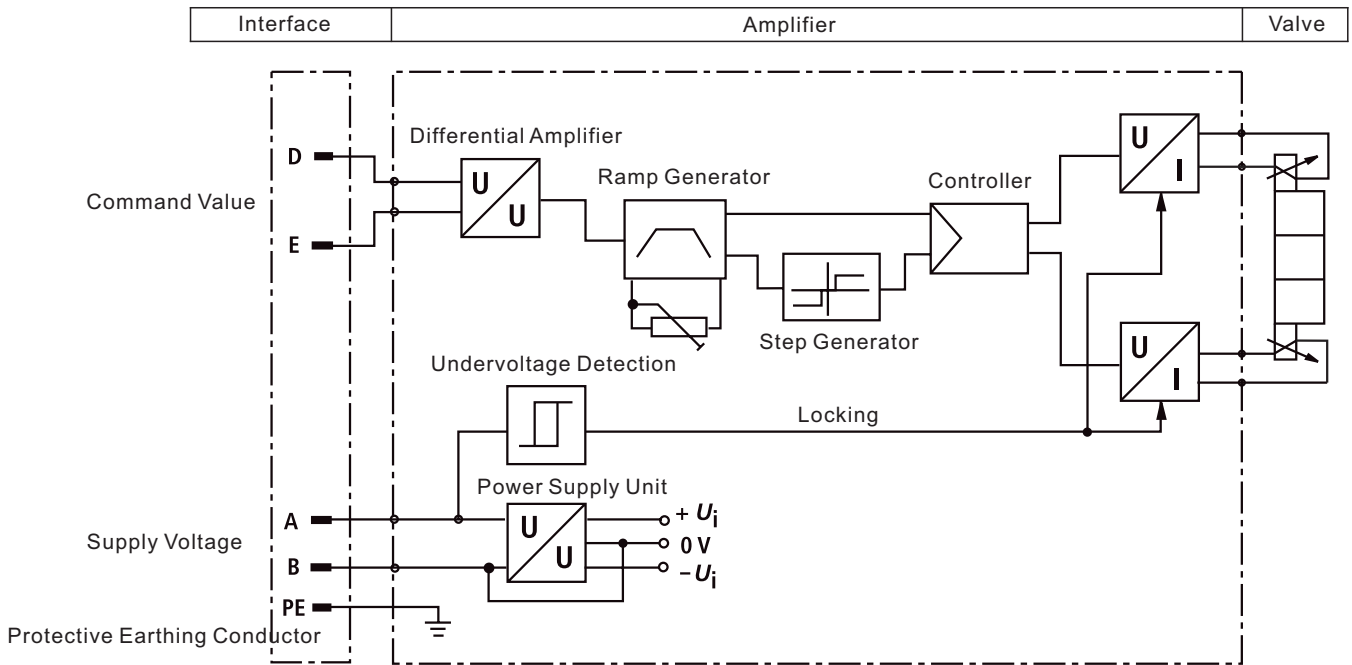 Interface Amplifier Valve
Differential Amplifier
D
U
U
Ramp Generator
Controller
U
I
Command Value
E
Step Generator
U
I
Undervoltage Detection
Locking
Power Supply Unit
Supply Voltage
A
B
U
U
+ Ui
0 V
− Ui
PE
Protective Earthing Conductor